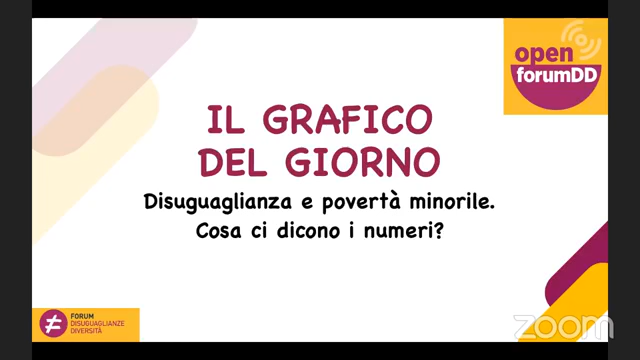 open
forumDD
IL GRAFICO
DEL GIORNO
Disuguaglianza e povertà minorile.
Cosa ci dicono i numeri?
≠
FORUM
DISUGUAGLIANZE
DIVERSITÀ
zoom